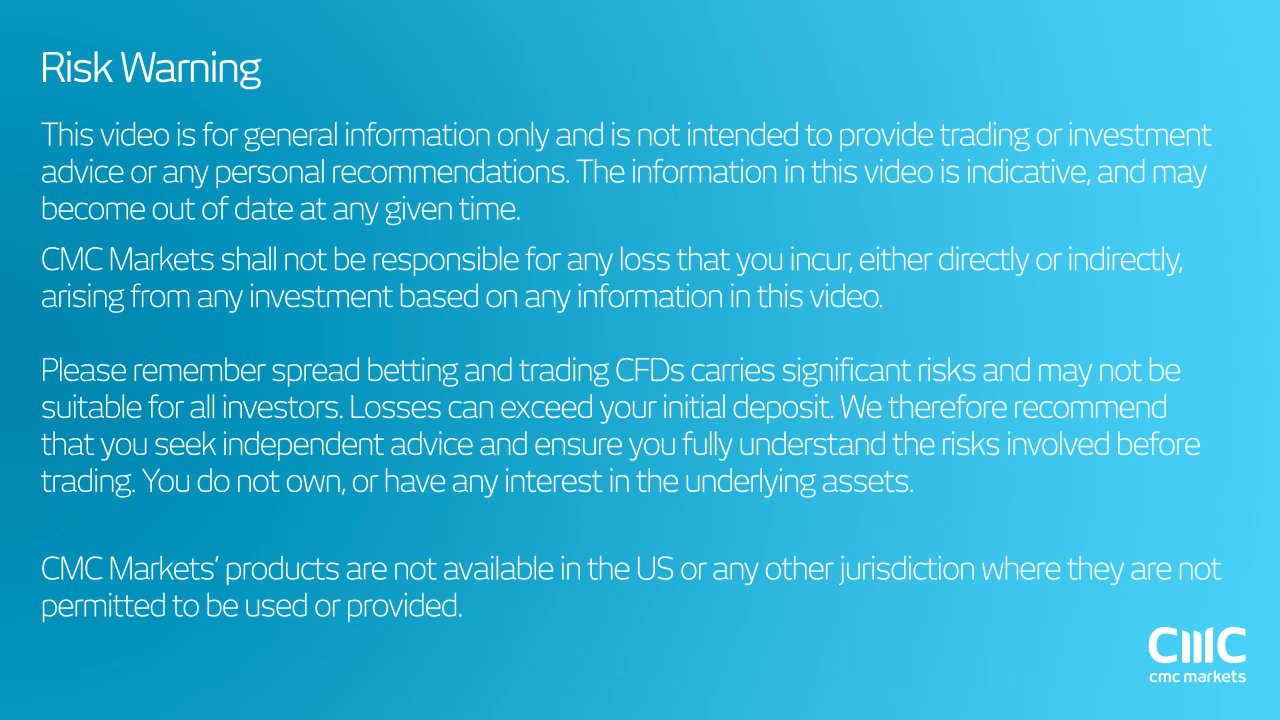 Risk Warning
This video is for general information only and is not intended to provide trading or investment
advice or any personal recommendations. The information in this video is indicative, and may
become out of date at any given time.
CMC Markets shall not be responsible for any loss that you incur, either directly or indirectly,
arising from any investment based on any information in this video.
Please remember spread betting and trading CFDs carries significant risks and may not be
suitable for all investors. Losses can exceed your initial deposit. We therefore recommend
that you seek independent advice and ensure you fully understand the risks involved before
trading. You do not own, or have any interest in the underlying assets.
CMC Markets’ products are not available in the US or any other jurisdiction where they are not
permitted to be used or provided.
CMC
cmc markets